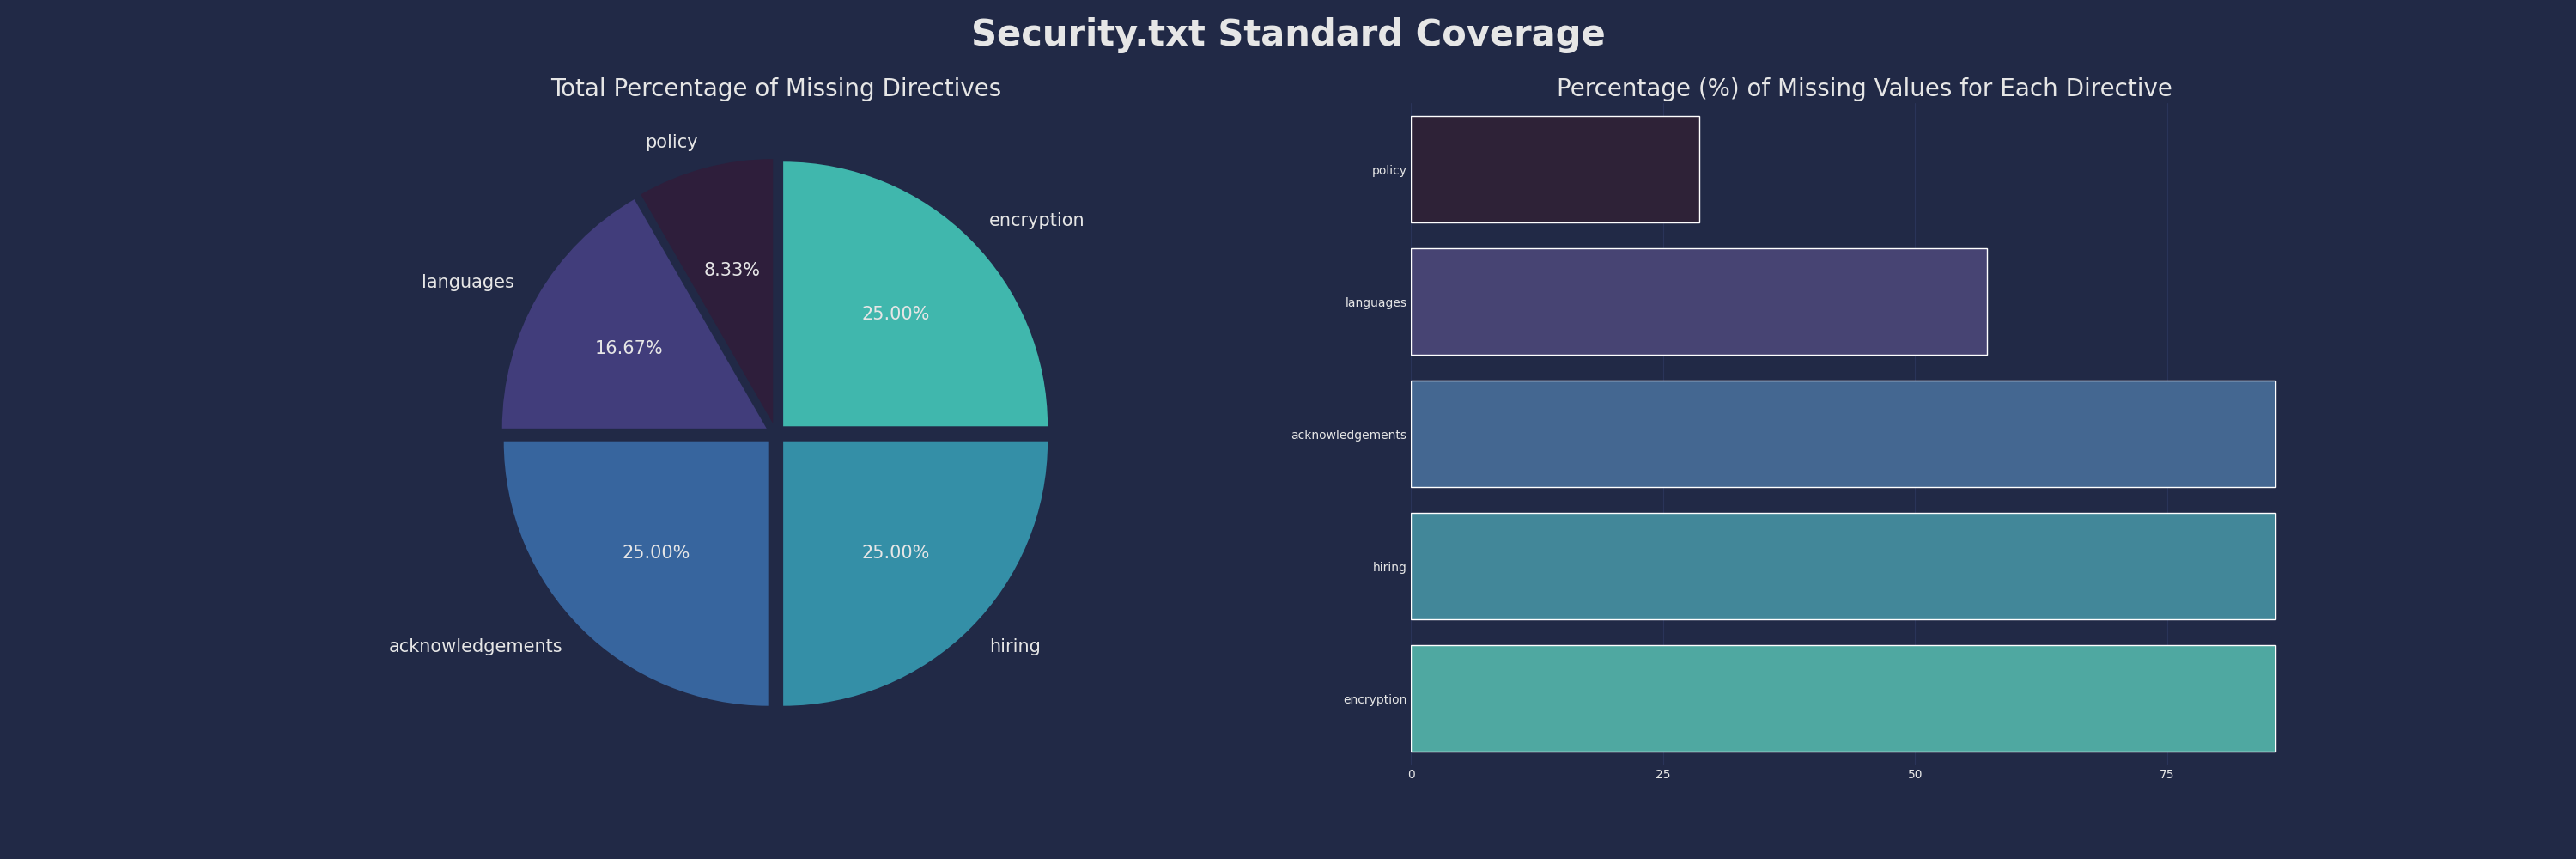 Security.txt Standard Coverage
Total Percentage of Missing Directives
policy
encryption
languages
8.33%
25.00%
16.67%
25.00%
25.00%
acknowledgements
hiring
Percentage (%) of Missing Values for Each Directive
policy
languages
acknowledgements
hiring
encryption
0
25
50
75